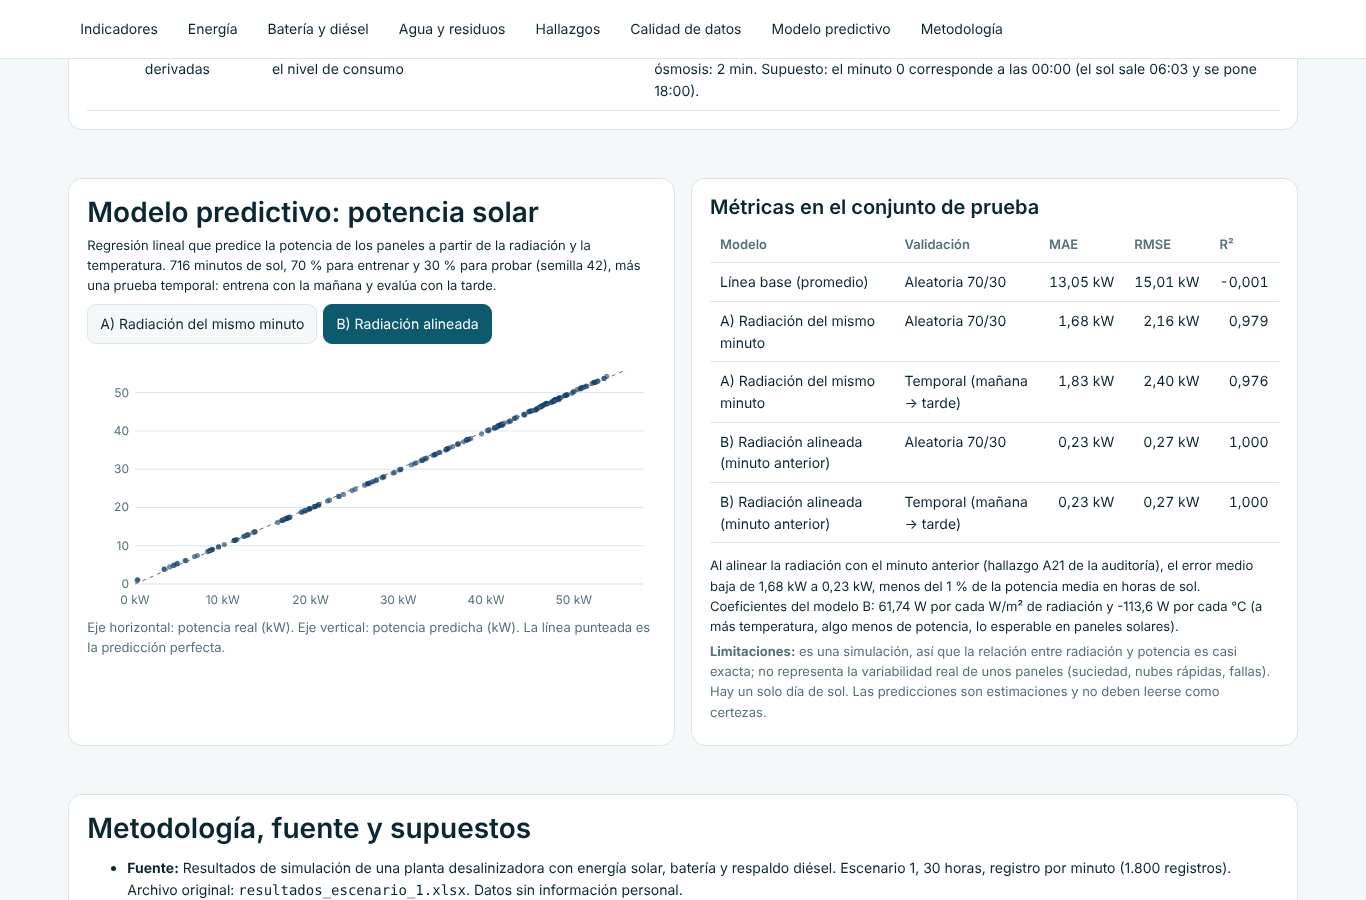 Indicadores Energía Batería y diésel Agua y residuos Hallazgos Calidad de datos Modelo predictivo Metodología
derivadas el nivel de consumo ósmosis: 2 min. Supuesto: el minuto 0 corresponde a las 00:00 (el sol sale 06:03 y se pone
18:00).
Modelo predictivo: potencia solar
Regresión lineal que predice la potencia de los paneles a partir de la radiación y la
temperatura. 716 minutos de sol, 70 % para entrenar y 30 % para probar (semilla 42), más
una prueba temporal: entrena con la mañana y evalúa con la tarde.
A) Radiación del mismo minuto B) Radiación alineada
50
40
30
20
10
0
0 kW 10 kW 20 kW 30 kW 40 kW 50 kW
Eje horizontal: potencia real (kW). Eje vertical: potencia predicha (kW). La línea punteada es
la predicción perfecta.
Métricas en el conjunto de prueba
Modelo Validación MAE RMSE R²
Línea base (promedio) Aleatoria 70/30 13,05 kW 15,01 kW -0,001
A) Radiación del mismo Aleatoria 70/30 1,68 kW 2,16 kW 0,979
minuto
A) Radiación del mismo Temporal (mañana 1,83 kW 2,40 kW 0,976
minuto → tarde)
B) Radiación alineada Aleatoria 70/30 0,23 kW 0,27 kW 1,000
(minuto anterior)
B) Radiación alineada Temporal (mañana 0,23 kW 0,27 kW 1,000
(minuto anterior) → tarde)
Al alinear la radiación con el minuto anterior (hallazgo A21 de la auditoría), el error medio
baja de 1,68 kW a 0,23 kW, menos del 1 % de la potencia media en horas de sol.
Coeficientes del modelo B: 61,74 W por cada W/m² de radiación y -113,6 W por cada °C (a
más temperatura, algo menos de potencia, lo esperable en paneles solares).
Limitaciones: es una simulación, así que la relación entre radiación y potencia es casi
exacta; no representa la variabilidad real de unos paneles (suciedad, nubes rápidas, fallas).
Hay un solo día de sol. Las predicciones son estimaciones y no deben leerse como
certezas.
Metodología, fuente y supuestos
• Fuente: Resultados de simulación de una planta desalinizadora con energía solar, batería y respaldo diésel. Escenario 1, 30 horas, registro por minuto (1.800 registros).
Archivo original: resultados_escenario_1.xlsx. Datos sin información personal.